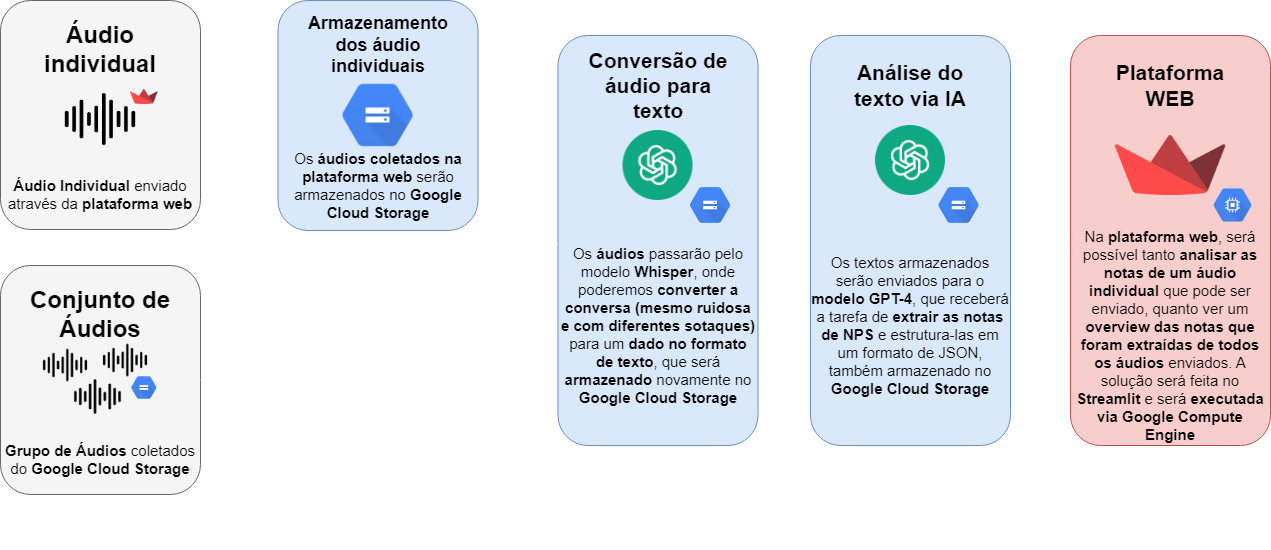 Áudio
individual
Áudio Individual enviado
através da plataforma web
Conjunto de
Áudios
Grupo de Áudios coletados
do Google Cloud Storage
Armazenamento
dos áudio
individuais
Os áudios coletados na
plataforma web serão
armazenados no Google
Cloud Storage
Conversão de
áudio para
texto
Os áudios passarão pelo
modelo Whisper, onde
poderemos converter a
conversa (mesmo ruidosa
e com diferentes sotaques)
para um dado no formato
de texto, que será
armazenado novamente no
Google Cloud Storage
Análise do
texto via IA
Os textos armazenados
serão enviados para o
modelo GPT-4, que receberá
a tarefa de extrair as notas
de NPS e estrutura-las em
um formato de JSON,
também armazenado no
Google Cloud Storage
Plataforma
WEB
Na plataforma web, será
possível tanto analisar as
notas de um áudio
individual que pode ser
enviado, quanto ver um
overview das notas que
foram extraídas de todos
os áudios enviados. A
solução será feita no
Streamlit e será executada
via Google Compute
Engine